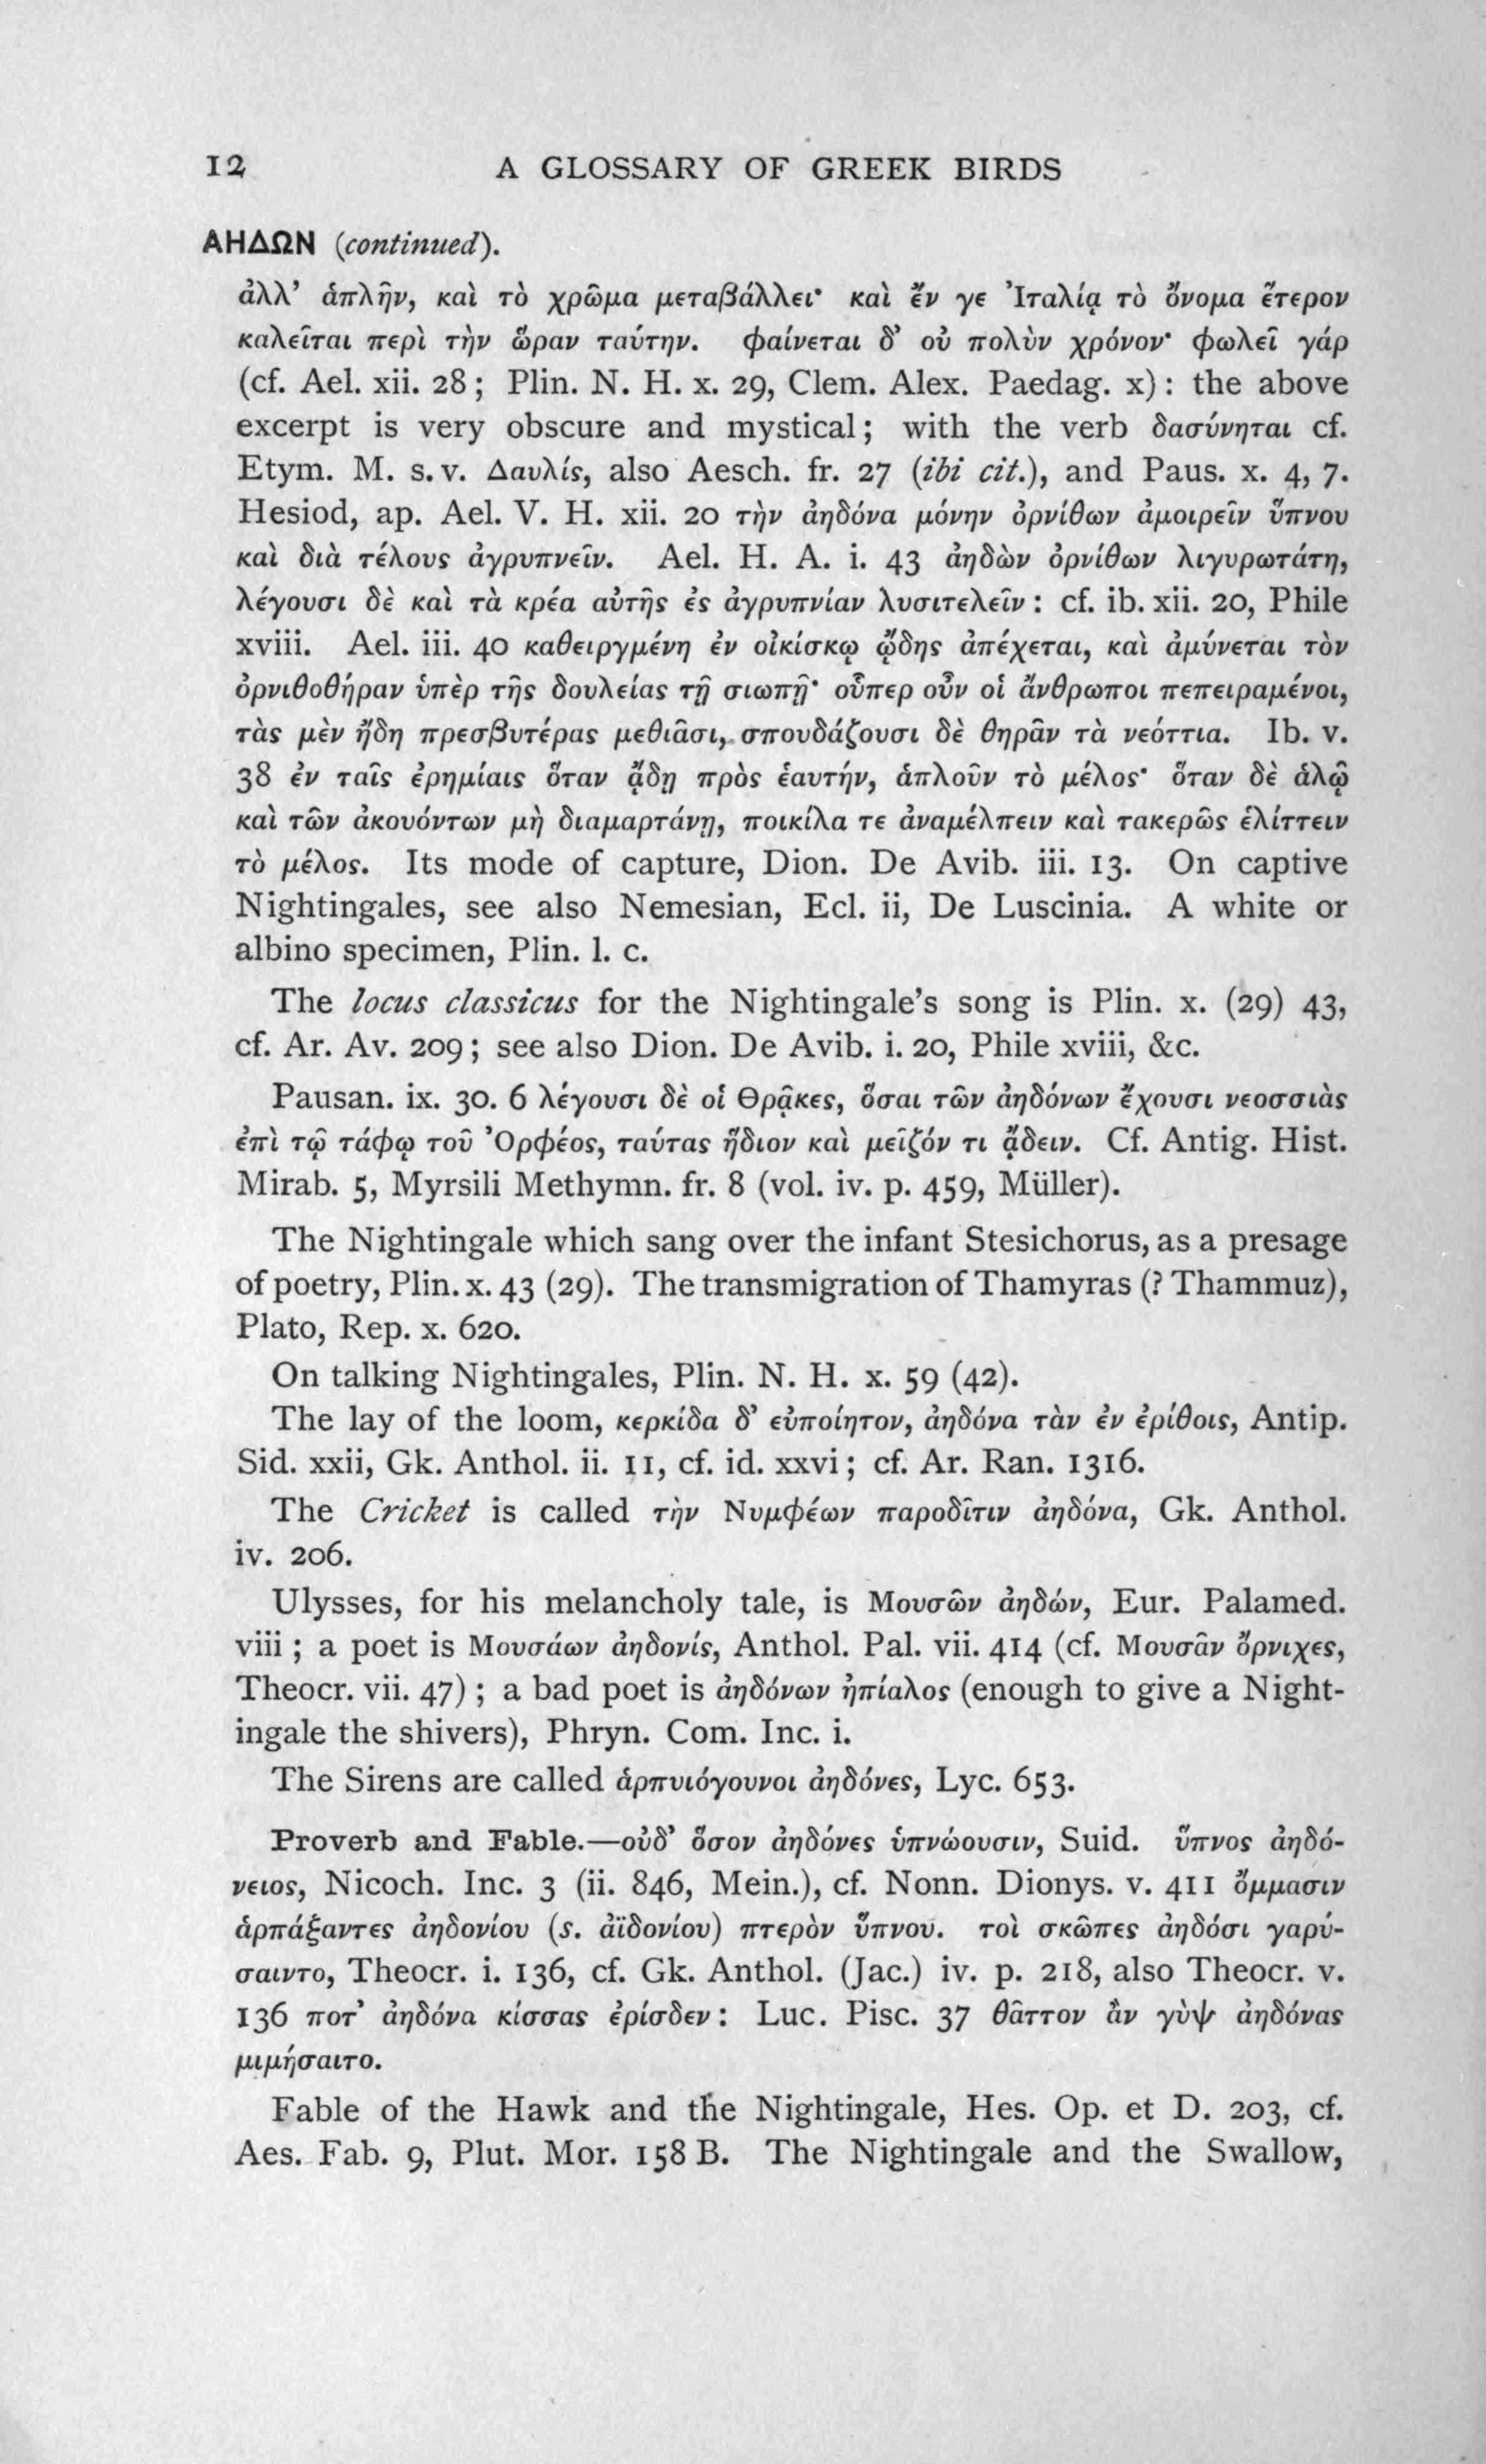 12 A GLOSSARY OF GREEK BIRDS
ΑΗΔΩΝ (continued).
ἀλλ' ἁπλῆν, καὶ τὸ χρῶμα μεταβάλλει· καὶ ἔν γε Ἰταλίᾳ τὸ ὄνομα ἕτερον
καλεῖται περὶ τὴν ὥραν ταύτην. φαίνεται δ' οὐ πολὺν χρόνον· φωλεῖ γάρ
(cf. Ael. xii. 28; Plin. N. H. x. 29, Clem. Alex. Paedag. x): the above
excerpt is very obscure and mystical; with the verb δασύνηται cf.
Etym. M. s. v. Δαυλίς, also Aesch. fr. 27 (ibi cit.), and Paus. x. 4, 7.
Hesiod, ap. Ael. V. H. xii. 20 τὴν ἀηδόνα μόνην ὀρνίθων ἀμοιρεῖν ὕπνου
καὶ διὰ τέλους ἀγρυπνεῖν. Ael. H. A. i. 43 ἀηδὼν ὀρνίθων λιγυρωτάτη,
λέγουσι δὲ καὶ τὰ κρέα αὐτῆς ἐς ἀγρυπνίαν λυσιτελεῖν: cf. ib. xii. 20, Phile
xviii. Ael. iii. 40 καθειργμένη ἐν οἰκίσκῳ ᾤδης ἀπέχεται, καὶ ἀμύνεται τὸν
ὀρνιθοθήραν ὑπὲρ τῆς δουλείας τῇ σιωπῇ· οὗπερ οὖν οἱ ἄνθρωποι πεπειραμένοι,
τὰς μὲν ἤδη πρεσβυτέρας μεθιᾶσι, σπουδάζουσι δὲ θηρᾶν τὰ νεόττια. Ib. v.
38 ἐν ταῖς ἐρημίαις ὅταν ᾄδῃ πρὸς ἑαυτήν, ἁπλοῦν τὸ μέλος· ὅταν δὲ ἁλῷ
καὶ τῶν ἀκουόντων μὴ διαμαρτάνῃ, ποικίλα τε ἀναμέλπειν καὶ τακερῶς ἑλίττειν
τὸ μέλος. Its mode of capture, Dion. De Avib. iii. 13. On captive
Nightingales, see also Nemesian, Ecl. ii, De Luscinia. A white or
albino specimen, Plin. l. c.
The locus classicus for the Nightingale's song is Plin. x. (29) 43,
cf. Ar. Av. 209; see also Dion. De Avib. i. 20, Phile xviii, &c.
Pausan. ix. 30. 6 λέγουσι δὲ οἱ Θρᾷκες, ὅσαι τῶν ἀηδόνων ἔχουσι νεοσσιὰς
ἐπὶ τῷ τάφῳ τοῦ Ὀρφέος, ταύτας ἥδιον καὶ μεῖζόν τι ᾄδειν. Cf. Antig. Hist.
Mirab. 5, Myrsili Methymn. fr. 8 (vol. iv. p. 459, Müller).
The Nightingale which sang over the infant Stesichorus, as a presage
of poetry, Plin. x. 43 (29). The transmigration of Thamyras (? Thammuz),
Plato, Rep. x. 620.
On talking Nightingales, Plin. N. H. x. 59 (42).
The lay of the loom, κερκίδα δ' εὐποίητον, ἀηδόνα τὰν ἐν ἐρίθοις, Antip.
Sid. xxii, Gk. Anthol. ii. 11, cf. id. xxvi; cf. Ar. Ran. 1316.
The Cricket is called τὴν Νυμφέων παροδῖτιν ἀηδόνα, Gk. Anthol.
iv. 206.
Ulysses, for his melancholy tale, is Μουσῶν ἀηδών, Eur. Palamed.
viii; a poet is Μουσάων ἀηδονίς, Anthol. Pal. vii. 414 (cf. Μουσᾶν ὄρνιχες,
Theocr. vii. 47); a bad poet is ἀηδόνων ἠπίαλος (enough to give a Night-
ingale the shivers), Phryn. Com. Inc. i.
The Sirens are called ἁρπυιόγουνοι ἀηδόνες, Lyc. 653.
Proverb and Fable.—οὐδ' ὅσον ἀηδόνες ὑπνώουσιν, Suid. ὕπνος ἀηδό-
νειος, Nicoch. Inc. 3 (ii. 846, Mein.), cf. Nonn. Dionys. v. 411 ὄμμασιν
ἁρπάξαντες ἀηδονίου (s. ἀϊδονίου) πτερὸν ὕπνου. τοὶ σκῶπες ἀηδόσι γαρύ-
σαιντο, Theocr. i. 136, cf. Gk. Anthol. (Jac.) iv. p. 218, also Theocr. v.
136 ποτ' ἀηδόνα κίσσας ἐρίσδεν: Luc. Pisc. 37 θᾶττον ἂν γὺψ ἀηδόνας
μιμήσαιτο.
Fable of the Hawk and the Nightingale, Hes. Op. et D. 203, cf.
Aes. Fab. 9, Plut. Mor. 158 B. The Nightingale and the Swallow,